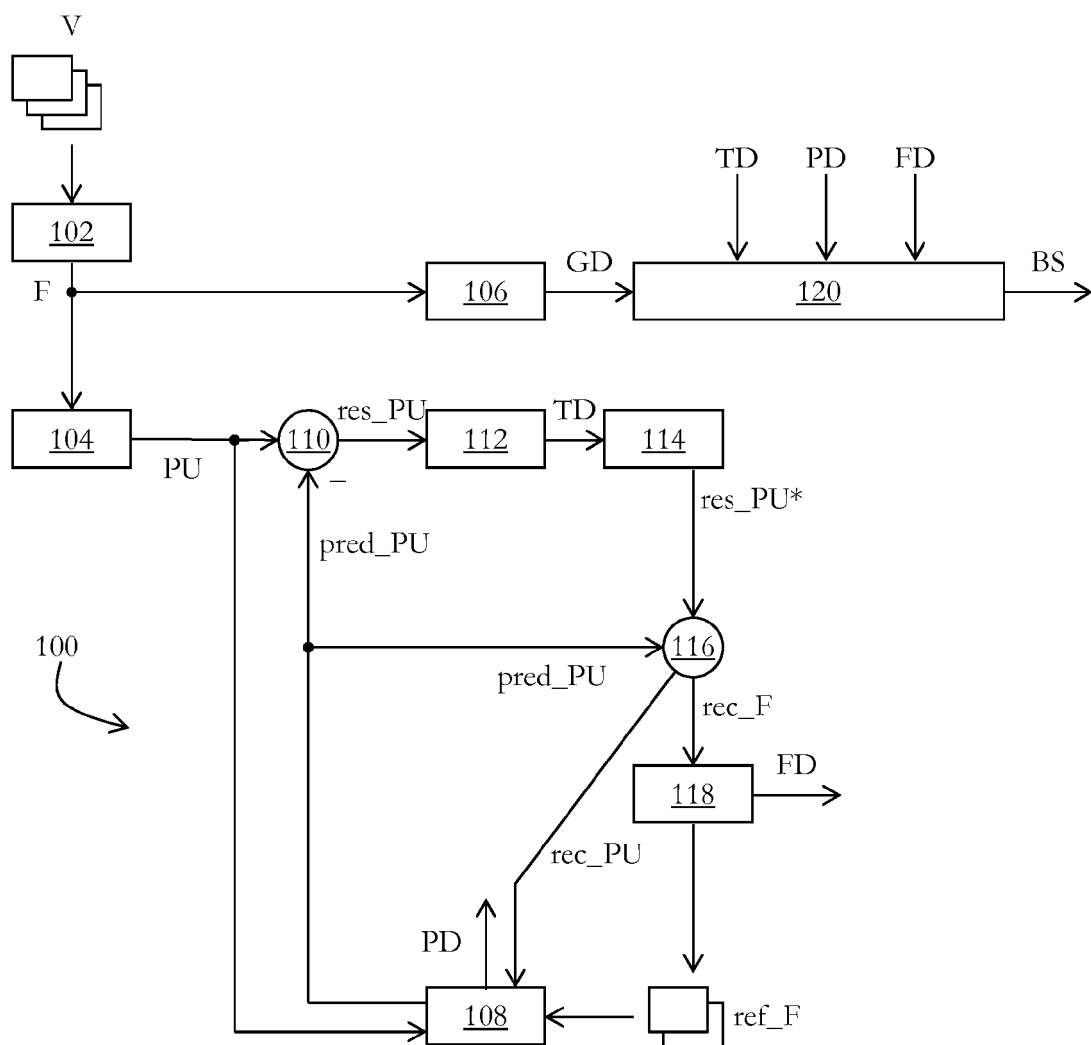 V
TD PD FD
102
F
106
GD
120
BS
104
PU
110
res_PU
112
TD
114
–
res_PU*
pred_PU
100
pred_PU
116
rec_F
118
FD
rec_PU
PD
108
ref_F